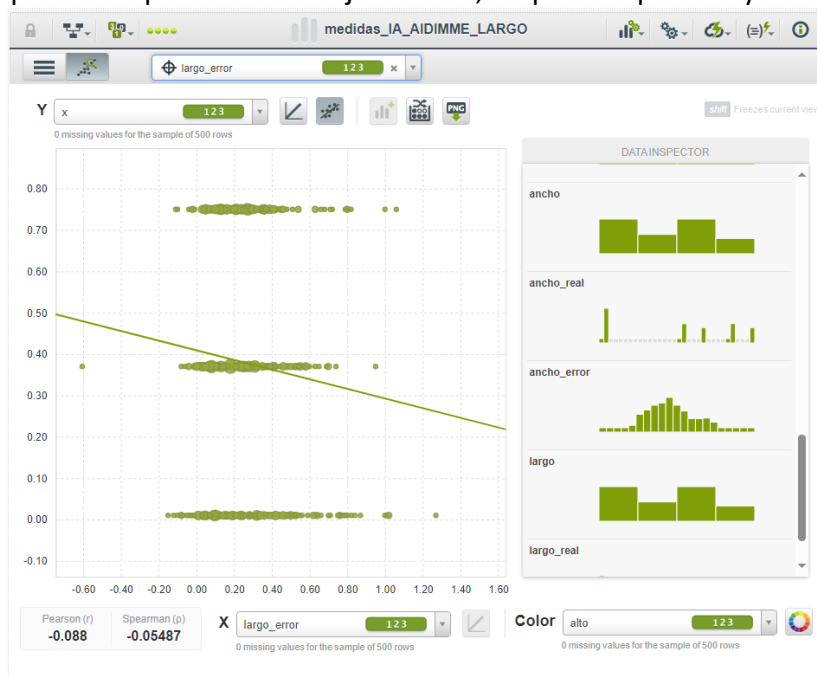 medidas_IA_AIDIMME_LARGO
largo_error 123
Y x 123 PNG shift Freezes current view
0 missing values for the sample of 500 rows
DATA INSPECTOR
ancho
ancho_real
ancho_error
largo
largo_real
0.80
0.70
0.60
0.50
0.40
0.30
0.20
0.10
0.00
-0.10
-0.60 -0.40 -0.20 0.00 0.20 0.40 0.60 0.80 1.00 1.20 1.40 1.60
Pearson (r) Spearman (ρ)
-0.088 -0.05487
X largo_error 123
0 missing values for the sample of 500 rows
Color alto 123
0 missing values for the sample of 500 rows